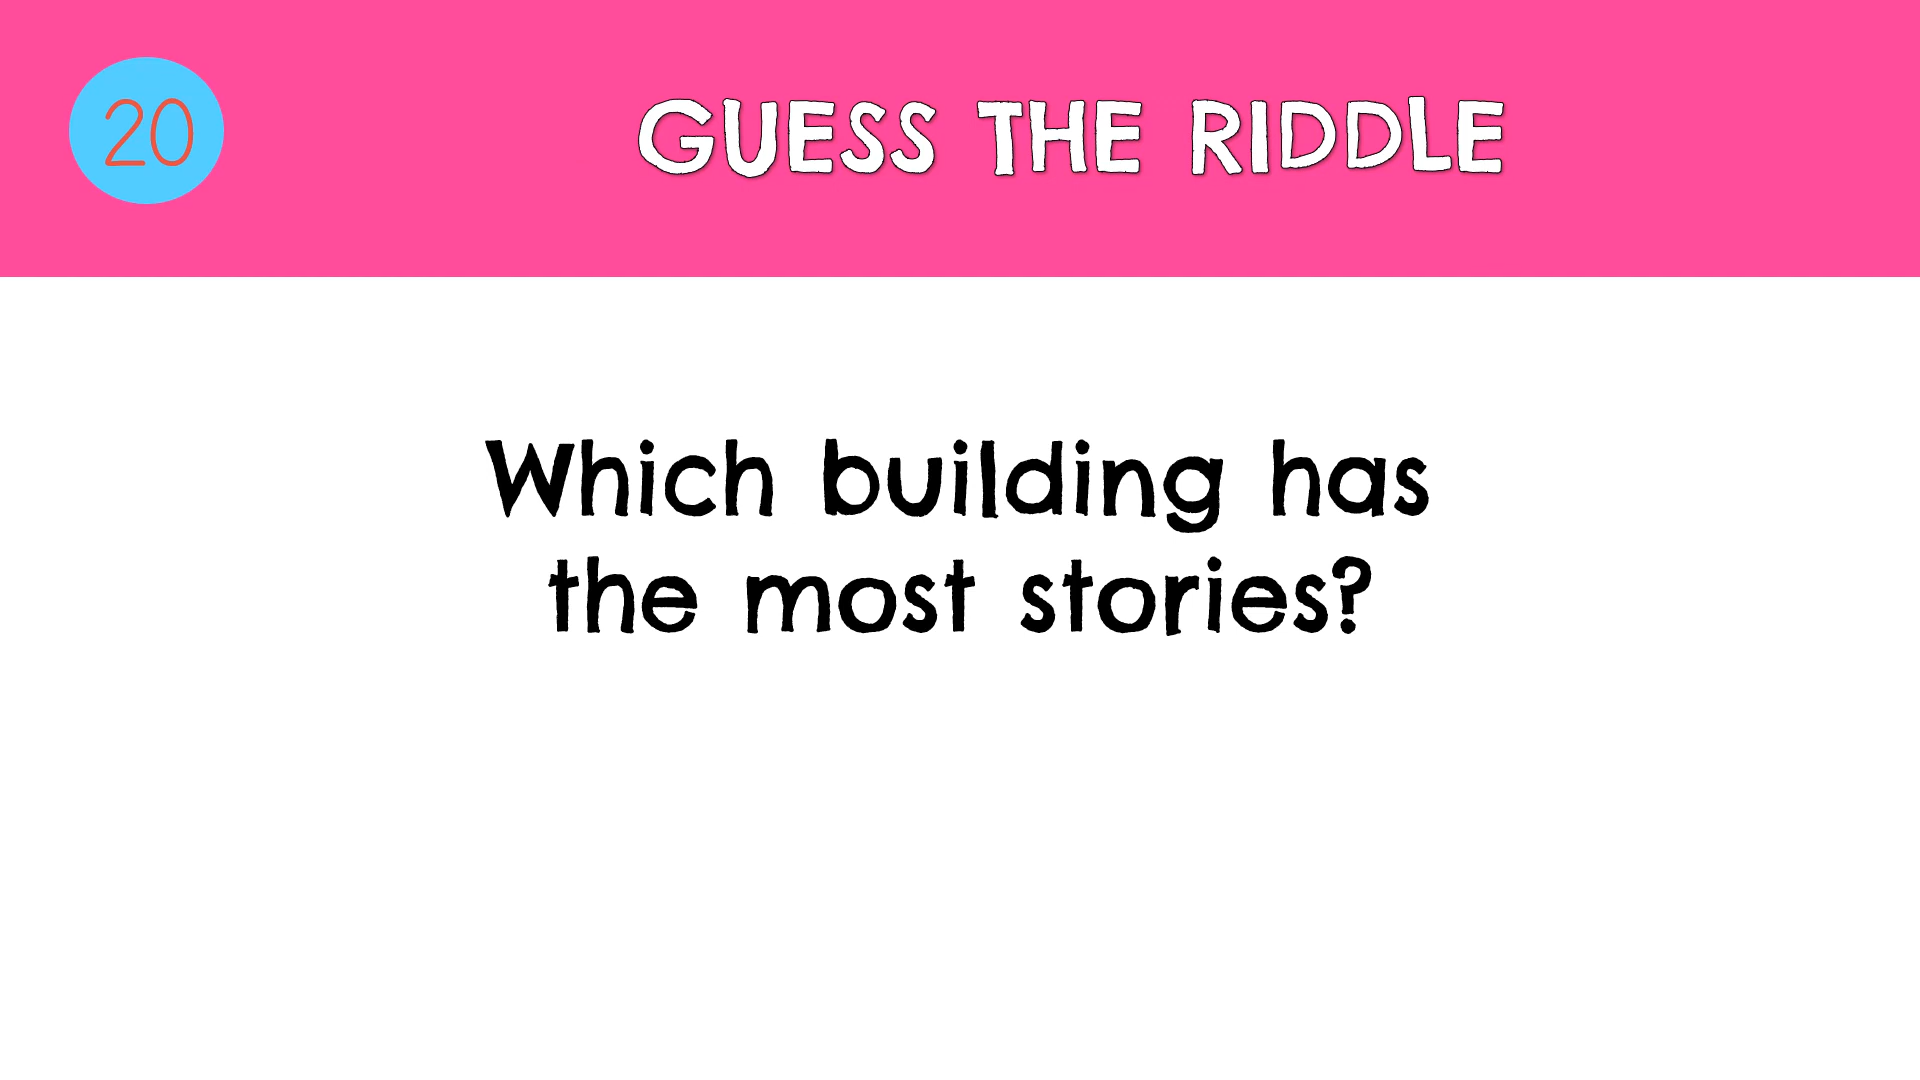 20
GUESS THE RIDDLE
Which building has
the most stories?